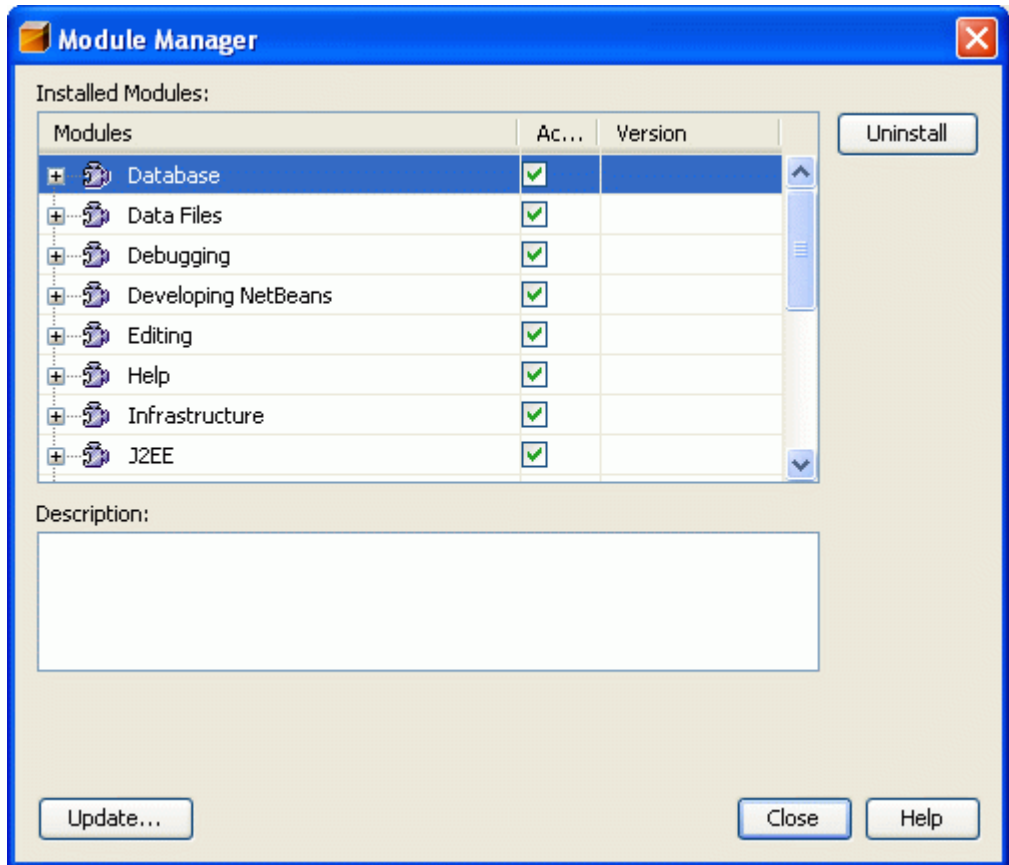 Module Manager
Installed Modules:
Modules Ac... Version Uninstall
Database
Data Files
Debugging
Developing NetBeans
Editing
Help
Infrastructure
J2EE
Description:
Update... Close Help